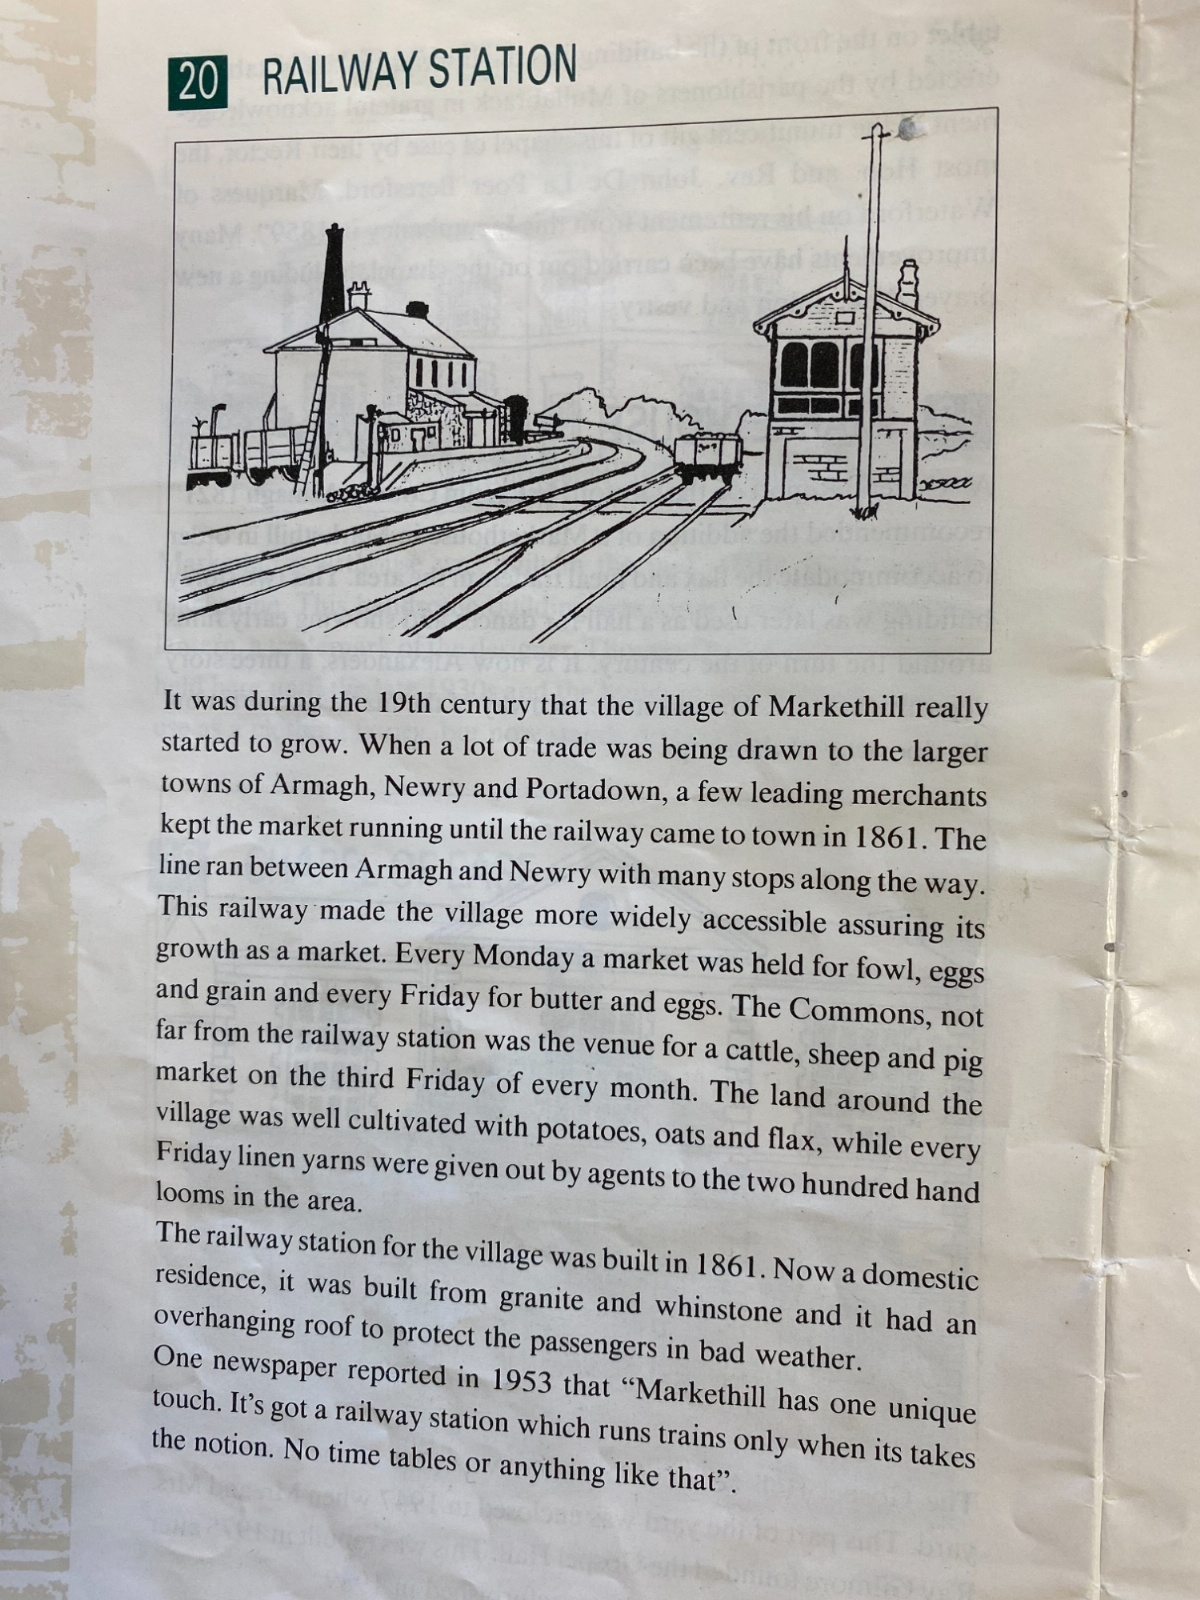 20 RAILWAY STATION
It was during the 19th century that the village of Markethill really
started to grow. When a lot of trade was being drawn to the larger
towns of Armagh, Newry and Portadown, a few leading merchants
kept the market running until the railway came to town in 1861. The
line ran between Armagh and Newry with many stops along the way.
This railway made the village more widely accessible assuring its
growth as a market. Every Monday a market was held for fowl, eggs
and grain and every Friday for butter and eggs. The Commons, not
far from the railway station was the venue for a cattle, sheep and pig
market on the third Friday of every month. The land around the
village was well cultivated with potatoes, oats and flax, while every
Friday linen yarns were given out by agents to the two hundred hand
looms in the area.
The railway station for the village was built in 1861. Now a domestic
residence, it was built from granite and whinstone and it had an
overhanging roof to protect the passengers in bad weather.
One newspaper reported in 1953 that “Markethill has one unique
touch. It’s got a railway station which runs trains only when its takes
the notion. No time tables or anything like that”.